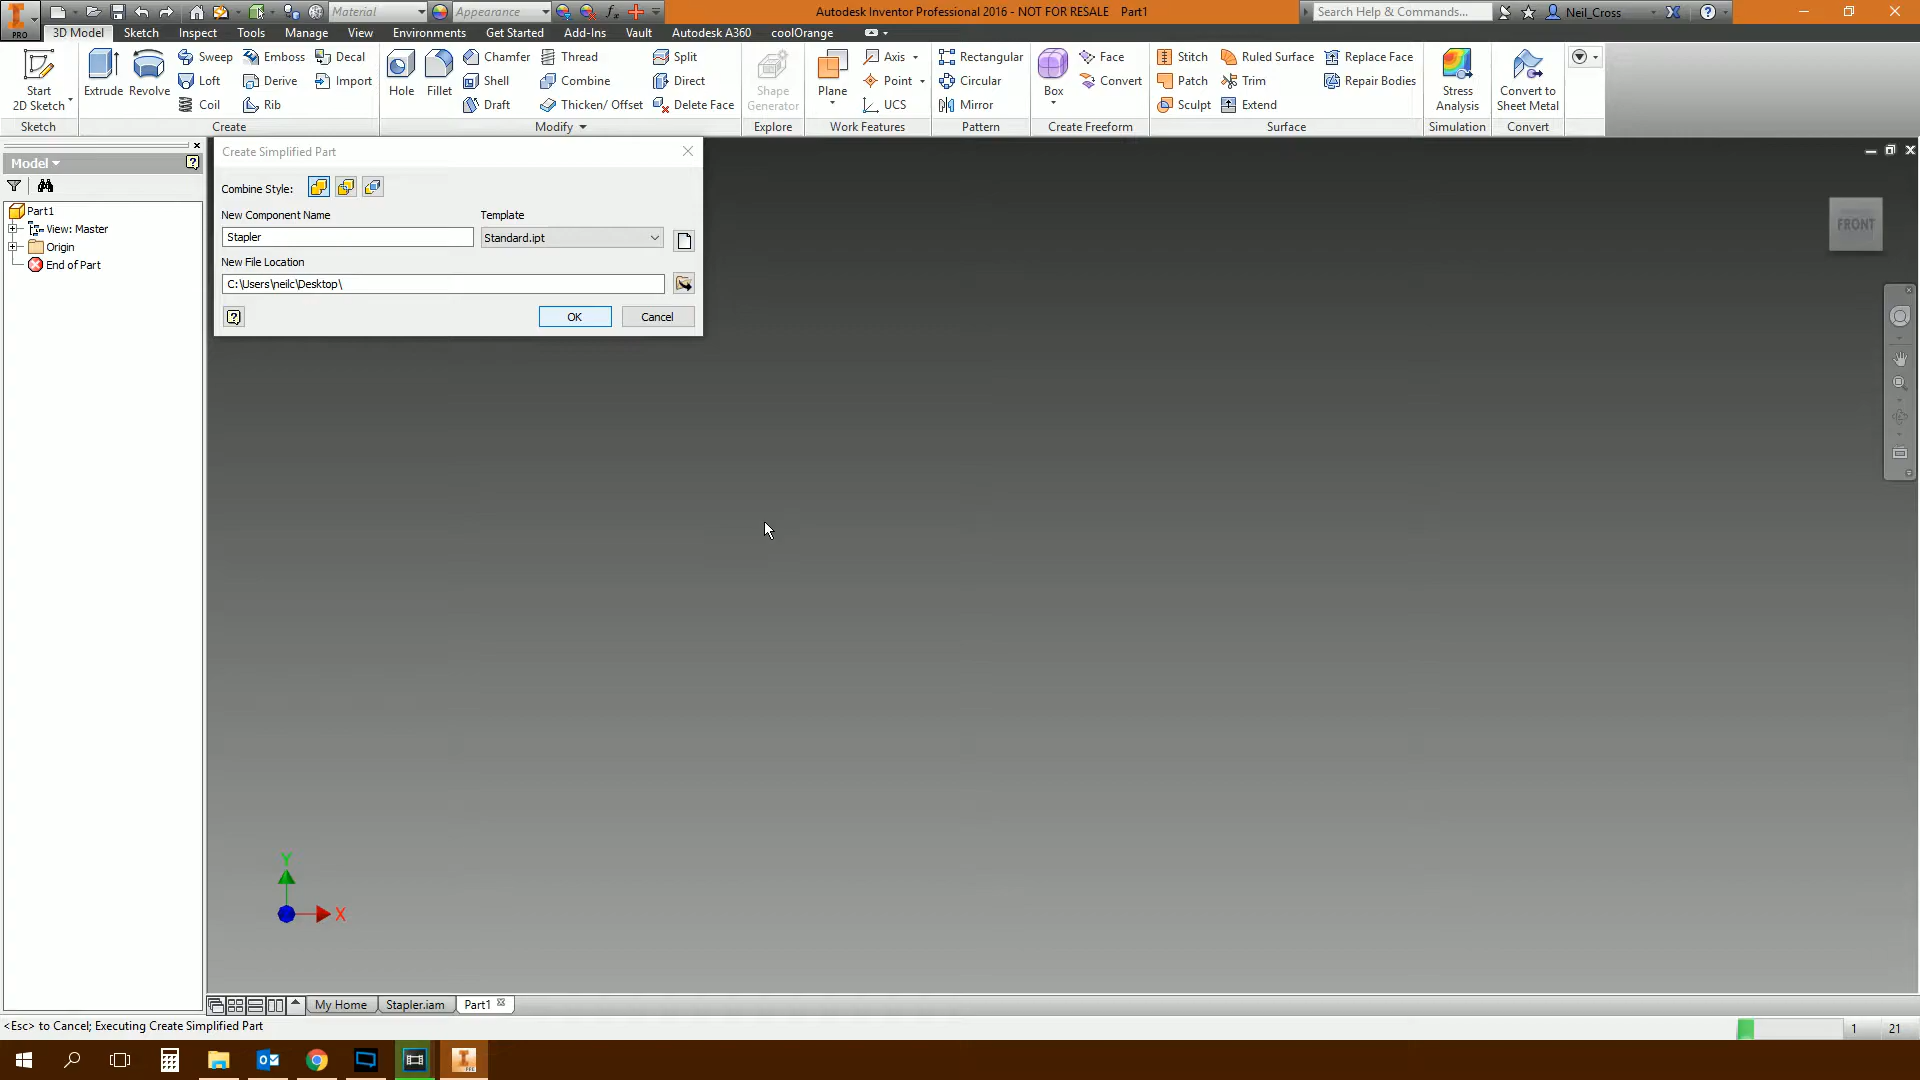 Material
Appearance
Autodesk Inventor Professional 2016 - NOT FOR RESALE Part1
Search Help & Commands...
Neil_Cross
PRO
3D Model Sketch Inspect Tools Manage View Environments Get Started Add-Ins Vault Autodesk A360 coolOrange
Start
2D Sketch
Sketch
Extrude
Revolve
Sweep
Loft
Coil
Emboss
Derive
Rib
Decal
Import
Create
Hole
Fillet
Chamfer
Shell
Draft
Thread
Combine
Thicken/ Offset
Split
Direct
Delete Face
Modify
Shape
Generator
Explore
Plane
Axis
Point
UCS
Work Features
Rectangular
Circular
Mirror
Pattern
Box
Face
Convert
Create Freeform
Stitch
Patch
Sculpt
Ruled Surface
Trim
Extend
Replace Face
Repair Bodies
Surface
Stress
Analysis
Simulation
Convert to
Sheet Metal
Convert
Model
Part1
View: Master
Origin
End of Part
Create Simplified Part
Combine Style:
New Component Name
Template
Stapler
Standard.ipt
New File Location
C:\Users\neilc\Desktop\
OK
Cancel
FRONT
Y
X
My Home
Stapler.iam
Part1
<Esc> to Cancel; Executing Create Simplified Part
1
21